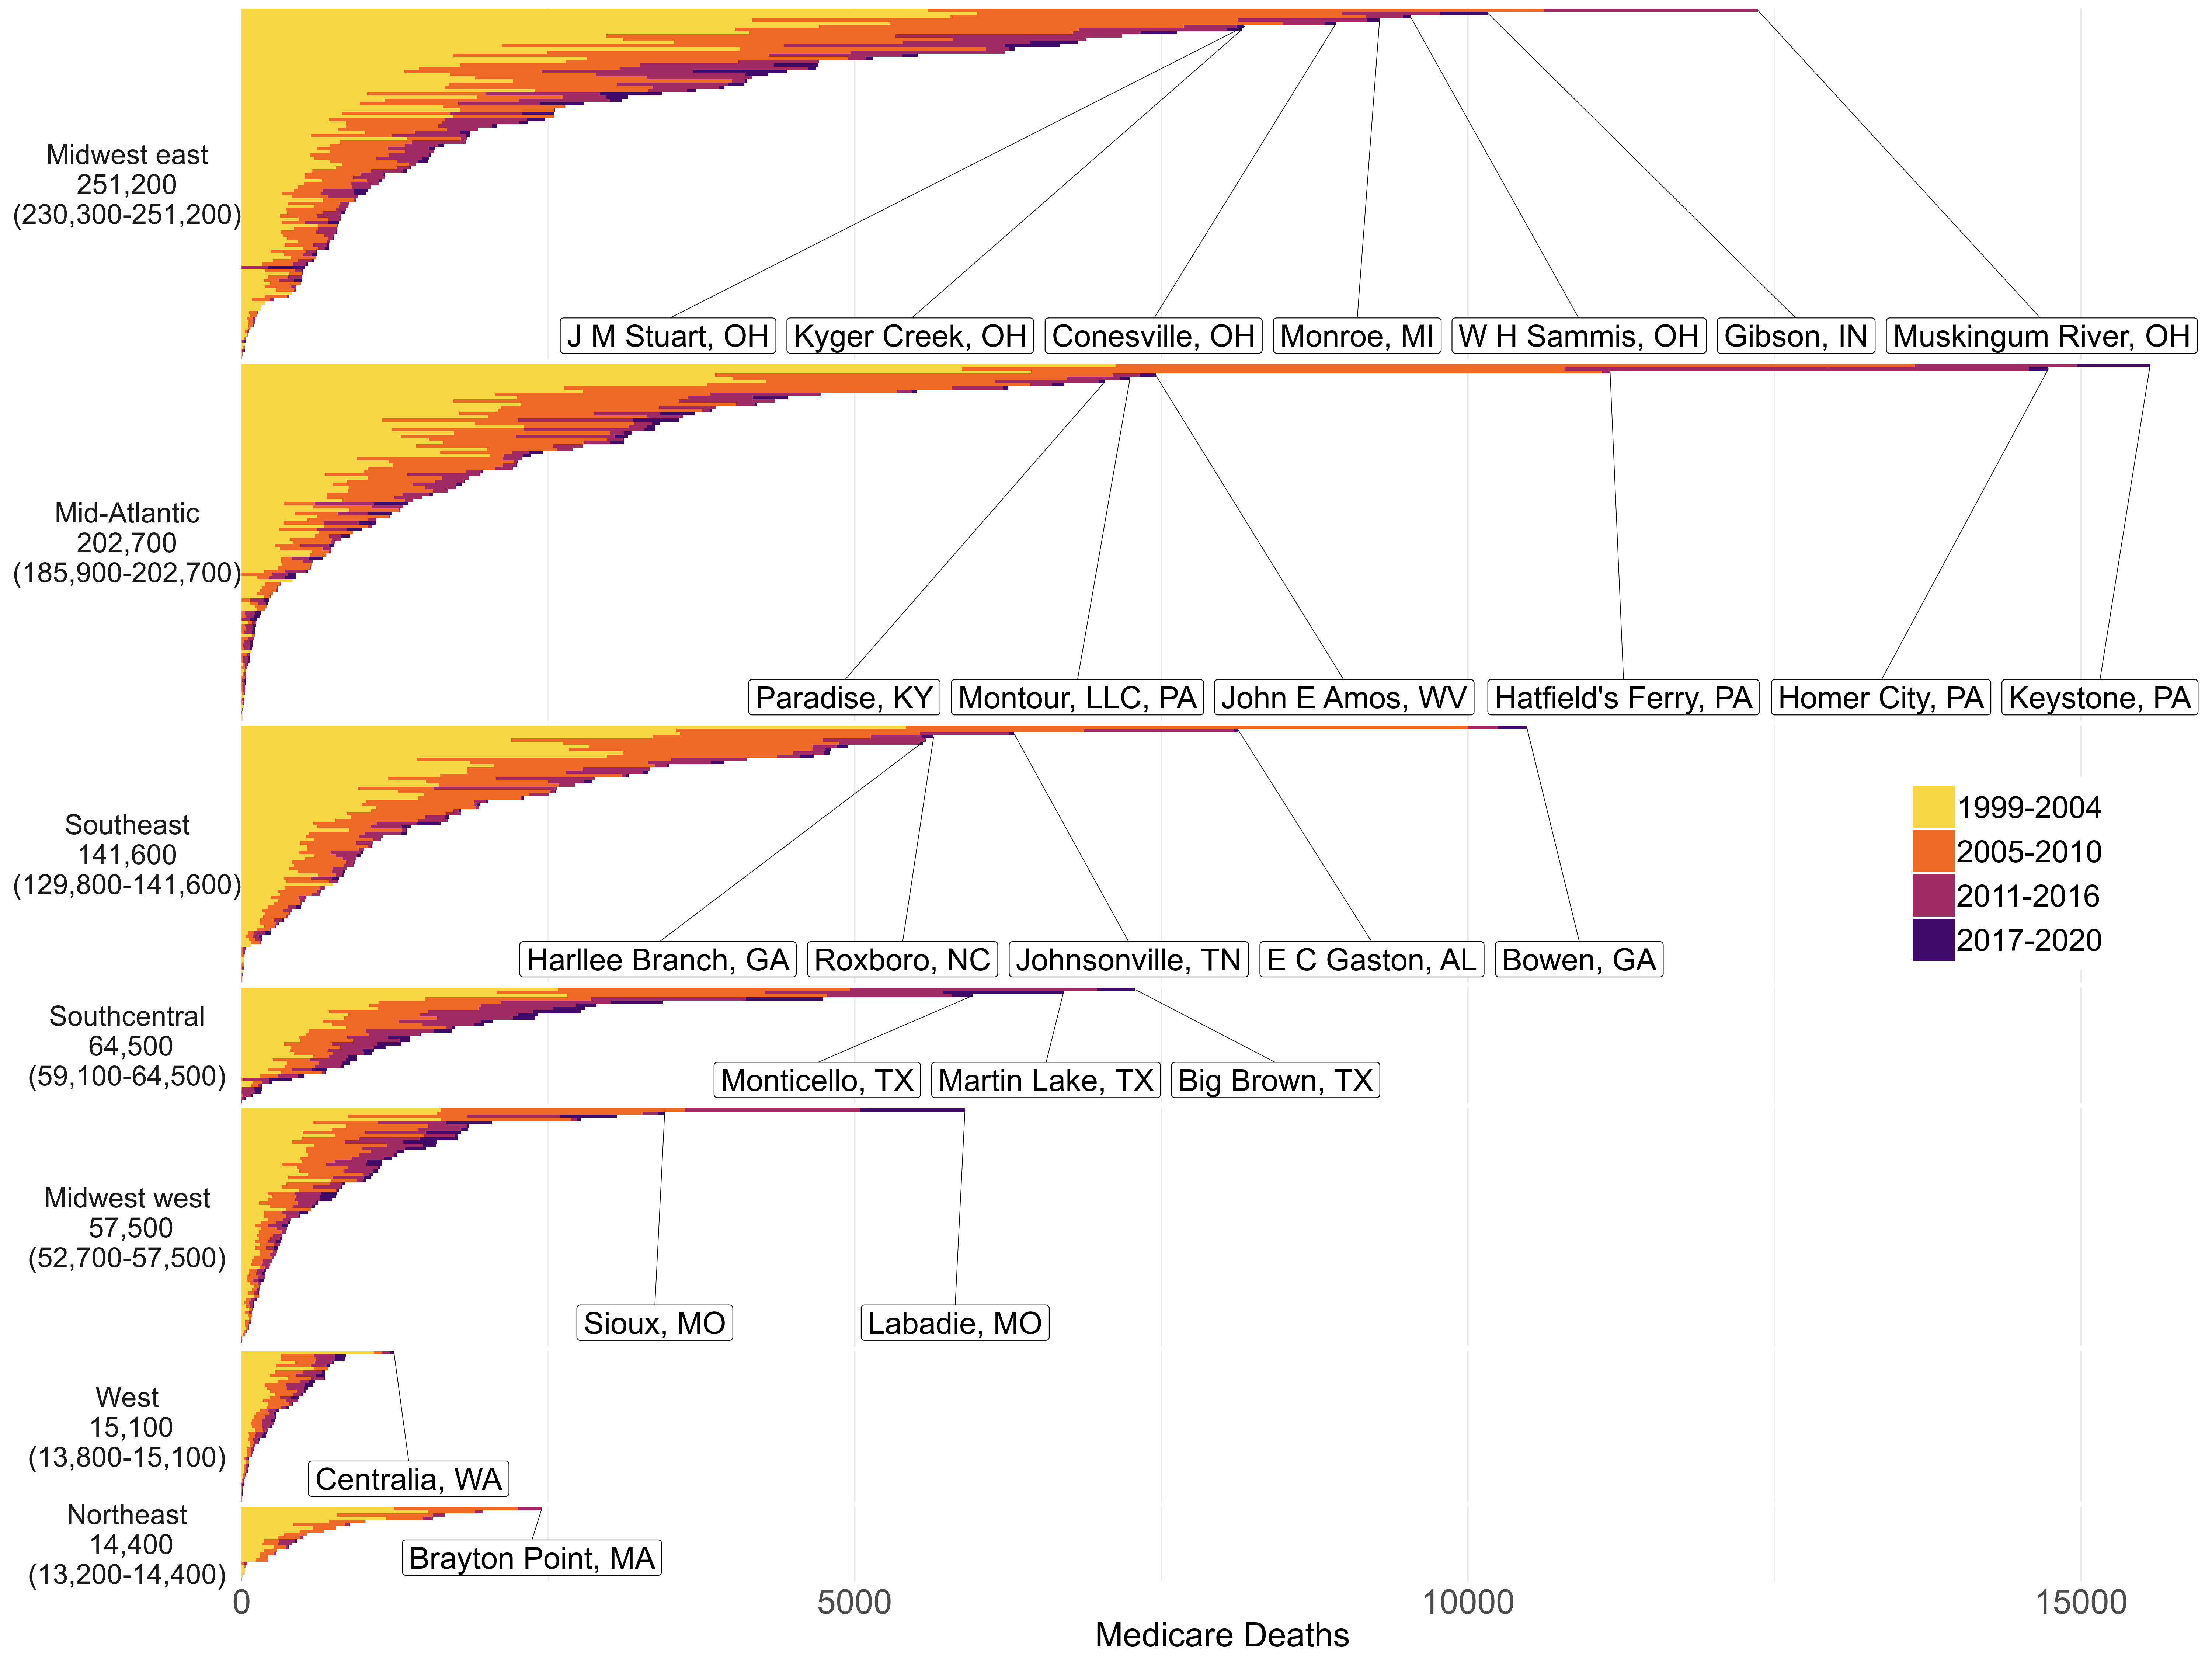 Midwest east
251,200
(230,300-251,200)
J M Stuart, OH
Kyger Creek, OH
Conesville, OH
Monroe, MI
W H Sammis, OH
Gibson, IN
Muskingum River, OH
Mid-Atlantic
202,700
(185,900-202,700)
Paradise, KY
Montour, LLC, PA
John E Amos, WV
Hatfield's Ferry, PA
Homer City, PA
Keystone, PA
Southeast
141,600
(129,800-141,600)
Harllee Branch, GA
Roxboro, NC
Johnsonville, TN
E C Gaston, AL
Bowen, GA
1999-2004
2005-2010
2011-2016
2017-2020
Southcentral
64,500
(59,100-64,500)
Monticello, TX
Martin Lake, TX
Big Brown, TX
Midwest west
57,500
(52,700-57,500)
Sioux, MO
Labadie, MO
West
15,100
(13,800-15,100)
Centralia, WA
Northeast
14,400
(13,200-14,400)
Brayton Point, MA
0
5000
10000
15000
Medicare Deaths